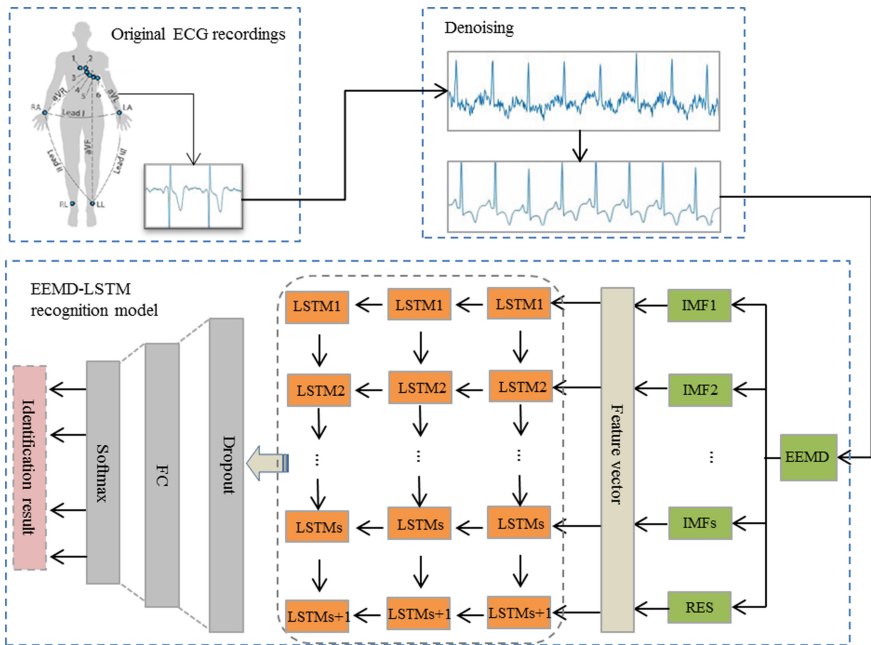 Original ECG recordings
1 2
3
4
5
6
RA
aVR
aVL
LA
Lead I
aVF
Lead II
Lead III
RL
LL
Denoising
EEMD-LSTM
recognition model
LSTM1 LSTM1 LSTM1
IMF1
LSTM2 LSTM2 LSTM2
IMF2
... ... ...
...
EEMD
LSTMs LSTMs LSTMs
IMFs
LSTMs+1 LSTMs+1 LSTMs+1
RES
Feature vector
Dropout
FC
Softmax
Identification result